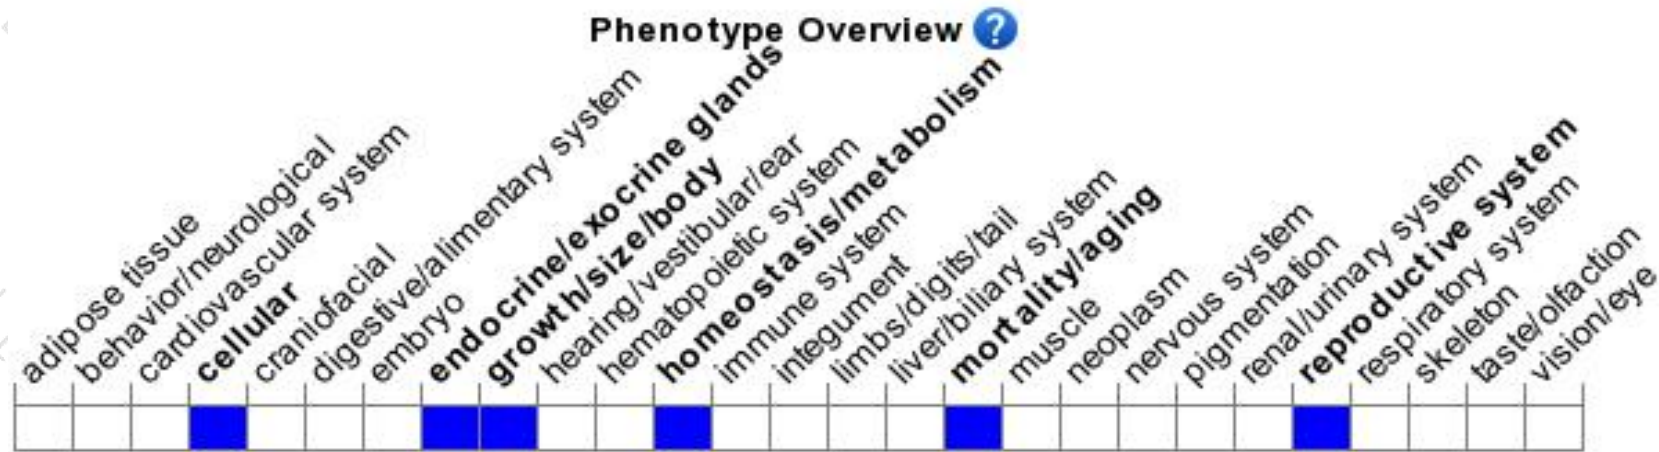 Phenotype Overview ?
adipose tissue
behavior/neurological
cardiovascular system
cellular
craniofacial
digestive/alimentary system
embryo
endocrine/exocrine glands
growth/size/body
hearing/vestibular/ear
hematopoietic system
homeostasis/metabolism
immune system
integument
limbs/digits/tail
liver/biliary system
mortality/aging
muscle
neoplasm
nervous system
pigmentation
renal/urinary system
reproductive system
respiratory system
skeleton
taste/olfaction
vision/eye